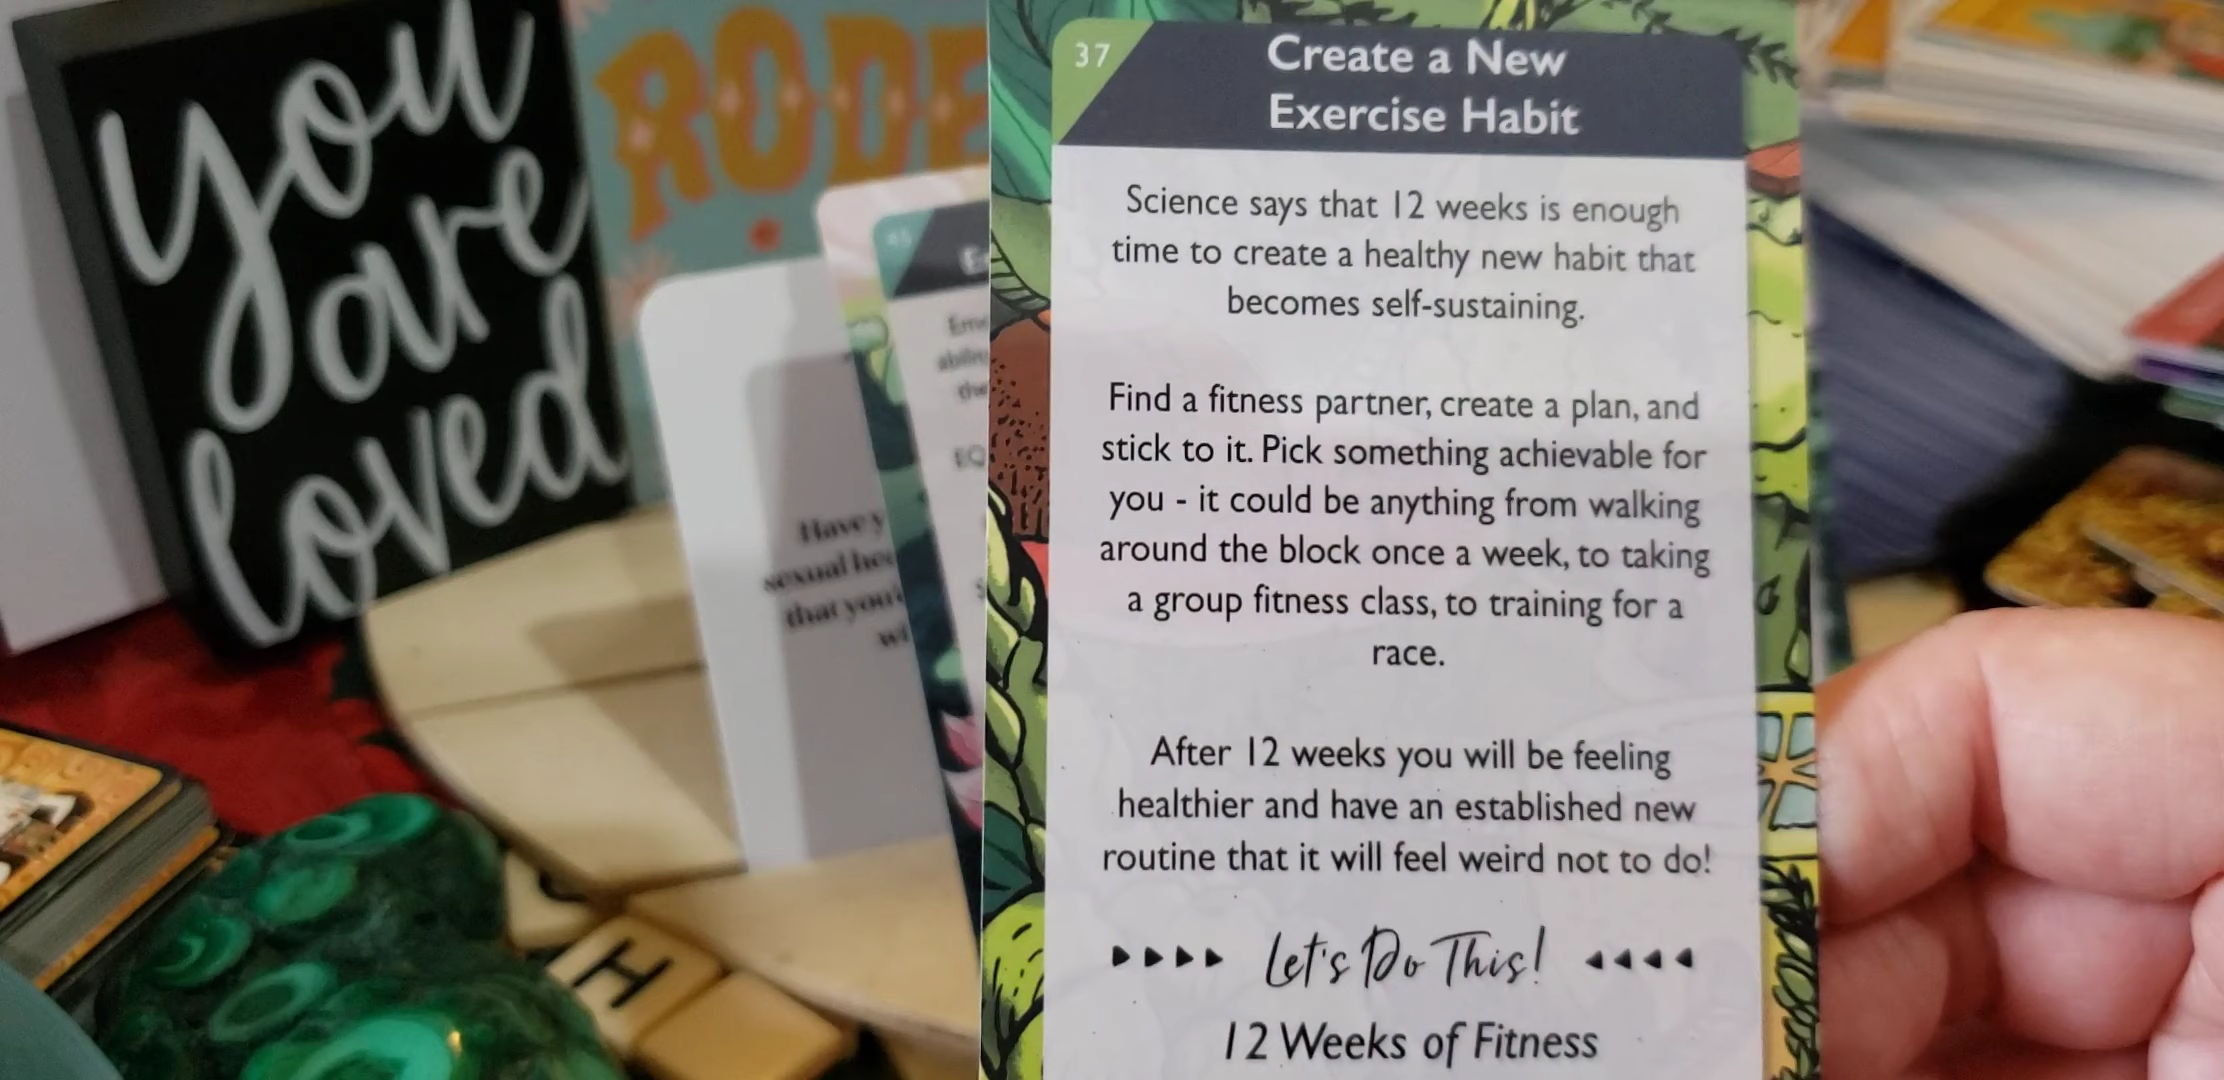 you
are
loved
RODE
37
Create a New
Exercise Habit
Science says that 12 weeks is enough
time to create a healthy new habit that
becomes self-sustaining.
Find a fitness partner, create a plan, and
stick to it. Pick something achievable for
you - it could be anything from walking
around the block once a week, to taking
a group fitness class, to training for a
race.
After 12 weeks you will be feeling
healthier and have an established new
routine that it will feel weird not to do!
Let's Do This!
12 Weeks of Fitness
Have y
sexual
that you
EQ
H